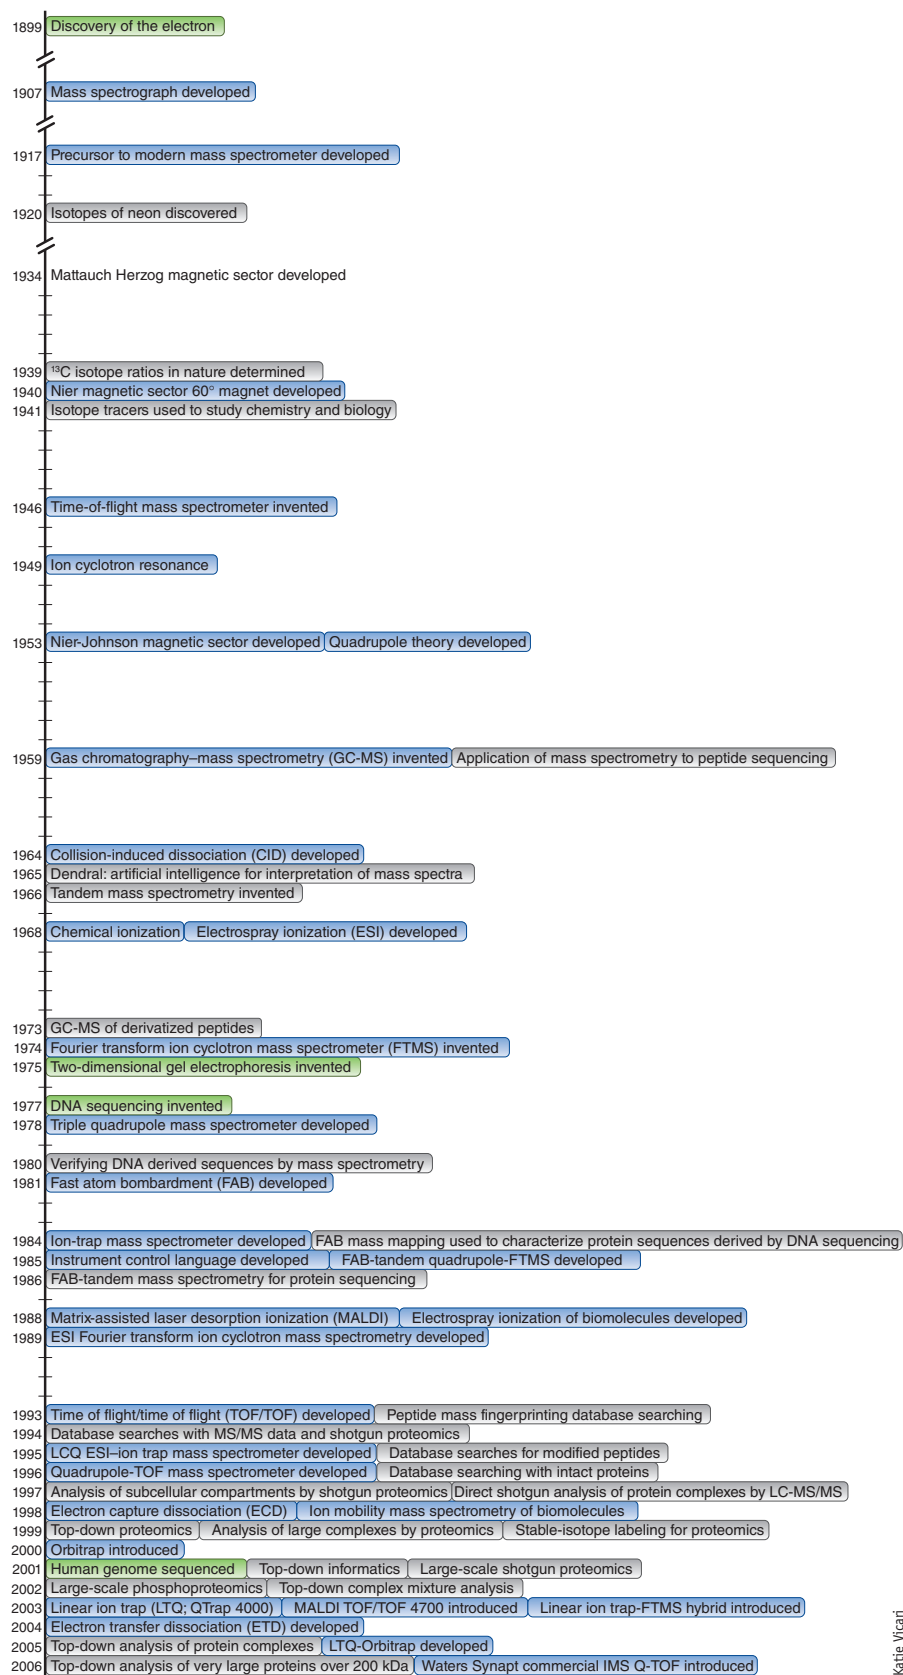 1899 Discovery of the electron
1907 Mass spectrograph developed
1917 Precursor to modern mass spectrometer developed
1920 Isotopes of neon discovered
1934 Mattauch Herzog magnetic sector developed
1939 ¹³C isotope ratios in nature determined
1940 Nier magnetic sector 60° magnet developed
1941 Isotope tracers used to study chemistry and biology
1946 Time-of-flight mass spectrometer invented
1949 Ion cyclotron resonance
1953 Nier-Johnson magnetic sector developed Quadrupole theory developed
1959 Gas chromatography–mass spectrometry (GC-MS) invented Application of mass spectrometry to peptide sequencing
1964 Collision-induced dissociation (CID) developed
1965 Dendral: artificial intelligence for interpretation of mass spectra
1966 Tandem mass spectrometry invented
1968 Chemical ionization Electrospray ionization (ESI) developed
1973 GC-MS of derivatized peptides
1974 Fourier transform ion cyclotron mass spectrometer (FTMS) invented
1975 Two-dimensional gel electrophoresis invented
1977 DNA sequencing invented
1978 Triple quadrupole mass spectrometer developed
1980 Verifying DNA derived sequences by mass spectrometry
1981 Fast atom bombardment (FAB) developed
1984 Ion-trap mass spectrometer developed FAB mass mapping used to characterize protein sequences derived by DNA sequencing
1985 Instrument control language developed FAB-tandem quadrupole-FTMS developed
1986 FAB-tandem mass spectrometry for protein sequencing
1988 Matrix-assisted laser desorption ionization (MALDI) Electrospray ionization of biomolecules developed
1989 ESI Fourier transform ion cyclotron mass spectrometry developed
1993 Time of flight/time of flight (TOF/TOF) developed Peptide mass fingerprinting database searching
1994 Database searches with MS/MS data and shotgun proteomics
1995 LCQ ESI–ion trap mass spectrometer developed Database searches for modified peptides
1996 Quadrupole-TOF mass spectrometer developed Database searching with intact proteins
1997 Analysis of subcellular compartments by shotgun proteomics Direct shotgun analysis of protein complexes by LC-MS/MS
1998 Electron capture dissociation (ECD) Ion mobility mass spectrometry of biomolecules
1999 Top-down proteomics Analysis of large complexes by proteomics Stable-isotope labeling for proteomics
2000 Orbitrap introduced
2001 Human genome sequenced Top-down informatics Large-scale shotgun proteomics
2002 Large-scale phosphoproteomics Top-down complex mixture analysis
2003 Linear ion trap (LTQ; QTrap 4000) MALDI TOF/TOF 4700 introduced Linear ion trap-FTMS hybrid introduced
2004 Electron transfer dissociation (ETD) developed
2005 Top-down analysis of protein complexes LTQ-Orbitrap developed
2006 Top-down analysis of very large proteins over 200 kDa Waters Synapt commercial IMS Q-TOF introduced
Katie Vicari